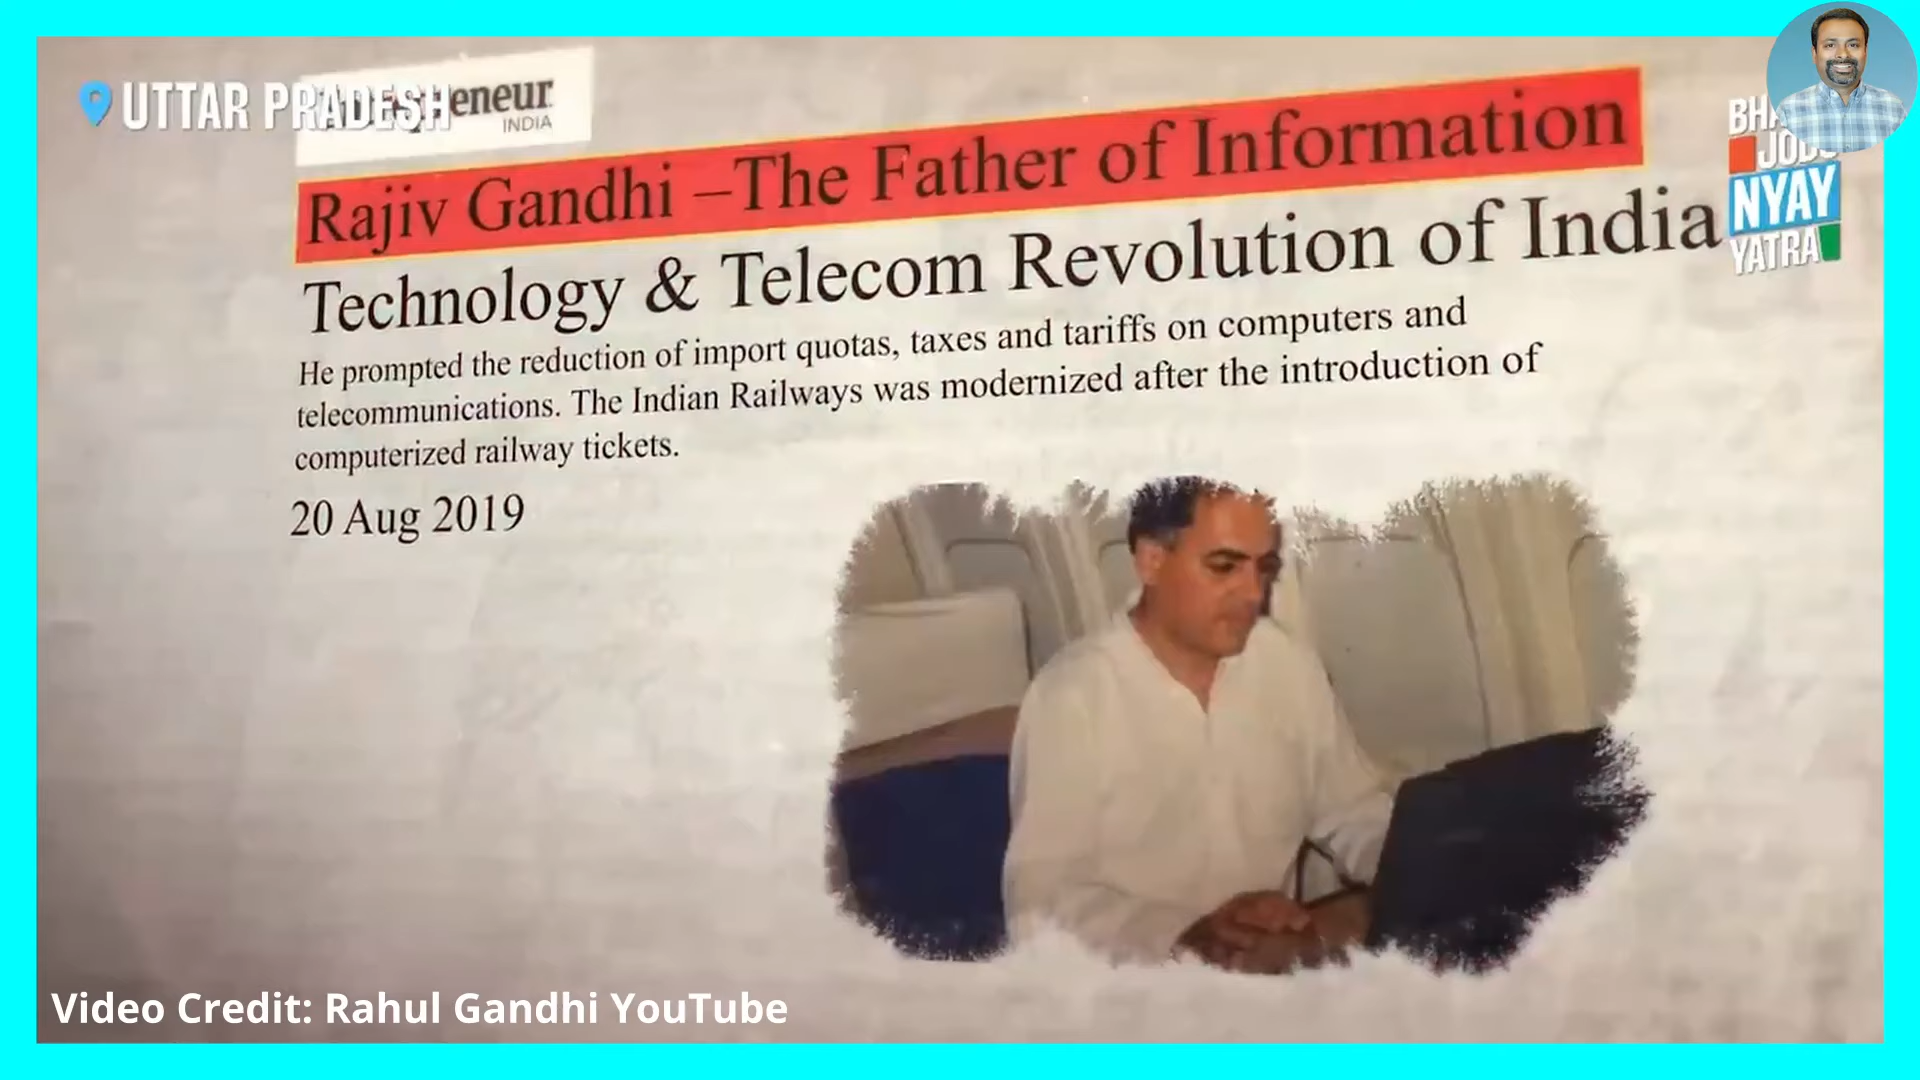 UTTAR PRADESH
eneur
INDIA
Rajiv Gandhi –The Father of Information
Technology & Telecom Revolution of India
He prompted the reduction of import quotas, taxes and tariffs on computers and
telecommunications. The Indian Railways was modernized after the introduction of
computerized railway tickets.
20 Aug 2019
BHA
JOD
NYAY
YATRA
Video Credit: Rahul Gandhi YouTube